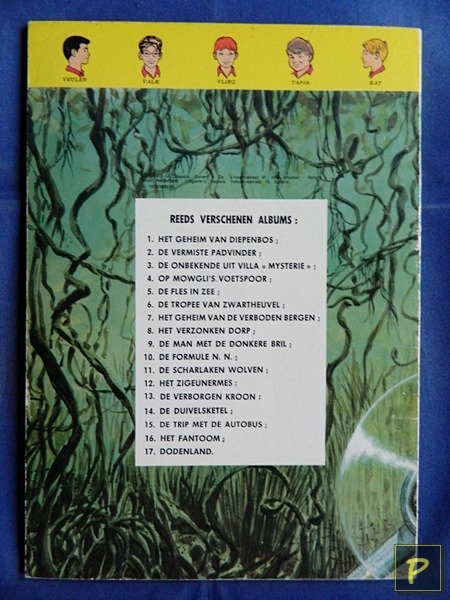 VEULEN VALK VLIEG TAPIR KAT
REEDS VERSCHENEN ALBUMS :
1. HET GEHEIM VAN DIEPENBOS ;
2. DE VERMISTE PADVINDER ;
3. DE ONBEKENDE UIT VILLA « MYSTERIE » ;
4. OP MOWGLI'S VOETSPOOR ;
5. DE FLES IN ZEE ;
6. DE TROPEE VAN ZWARTHEUVEL ;
7. HET GEHEIM VAN DE VERBODEN BERGEN ;
8. HET VERZONKEN DORP ;
9. DE MAN MET DE DONKERE BRIL ;
10. DE FORMULE N. N. ;
11. DE SCHARLAKEN WOLVEN ;
12. HET ZIGEUNERMES ;
13. DE VERBORGEN KROON ;
14. DE DUIVELSKETEL ;
15. DE TRIP MET DE AUTOBUS ;
16. HET FANTOOM ;
17. DODENLAND.
P